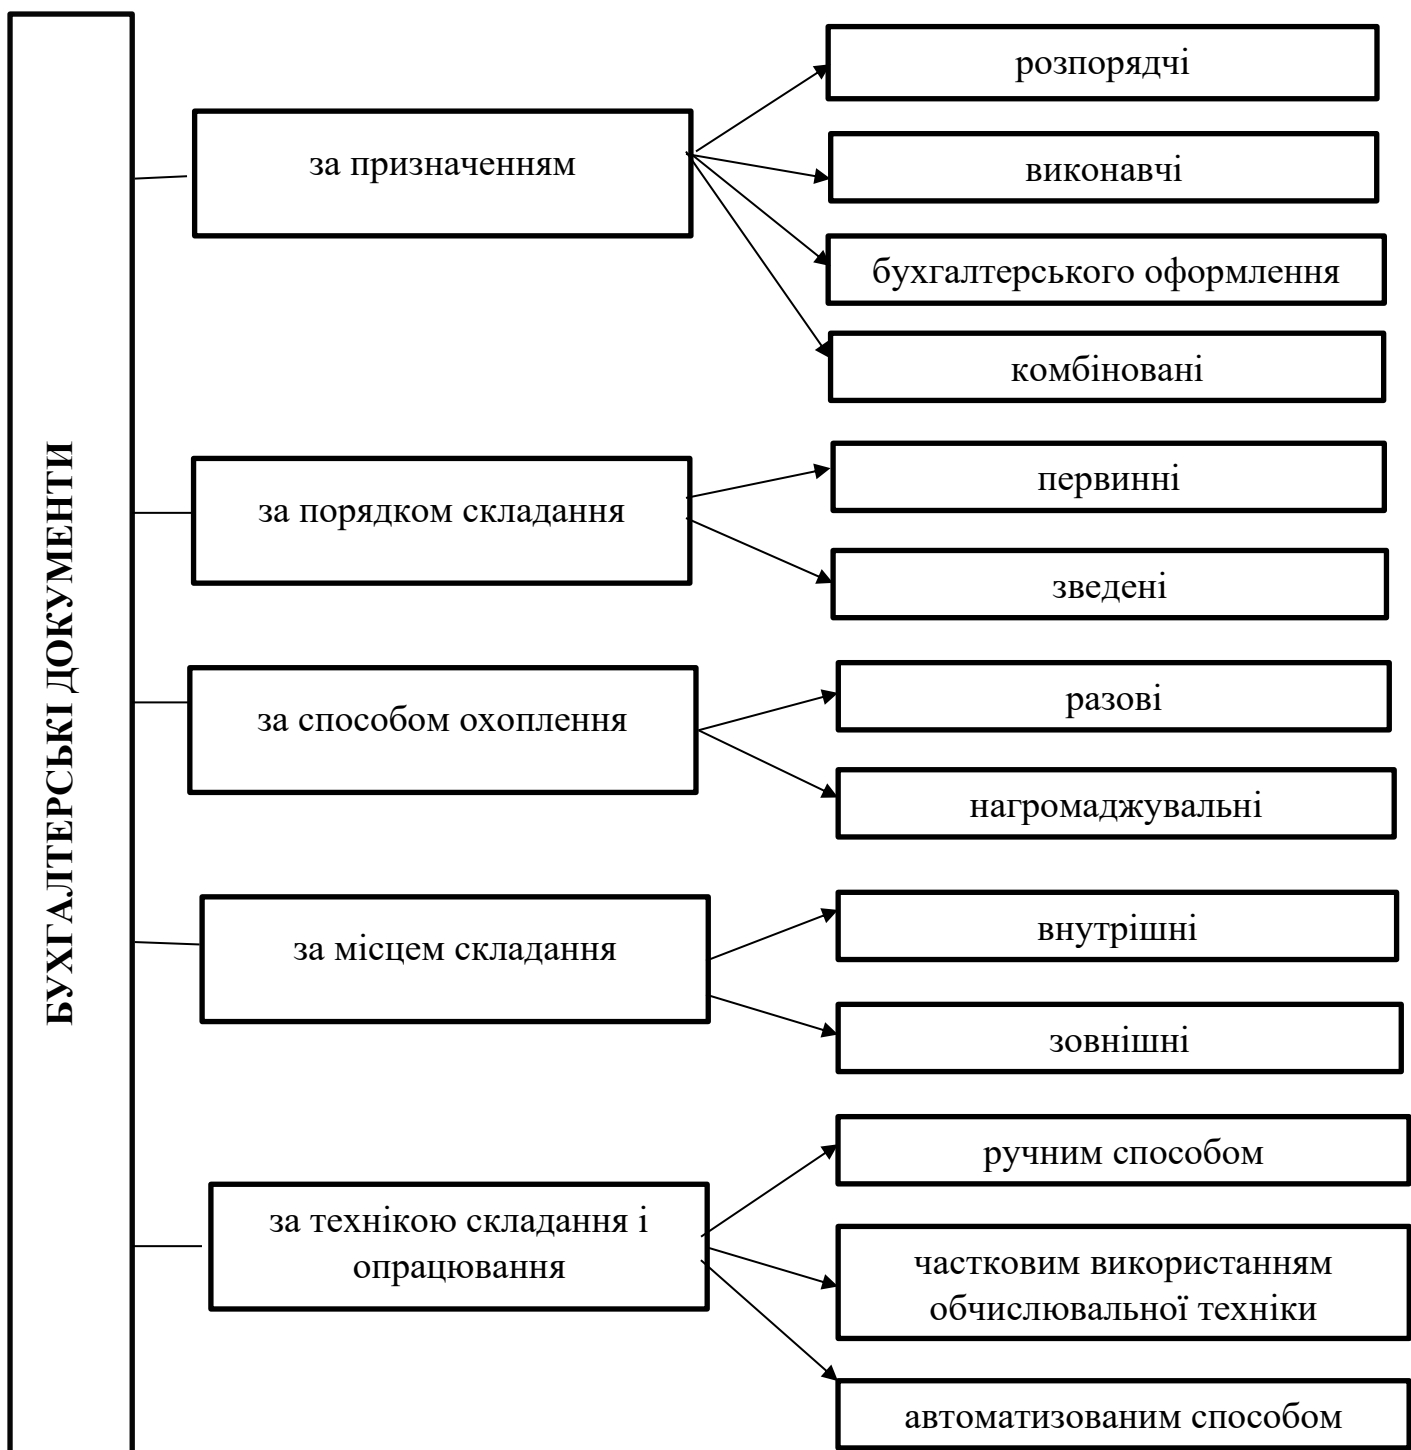 БУХГАЛТЕРСЬКІ ДОКУМЕНТИ
за призначенням
розпорядчі
виконавчі
бухгалтерського оформлення
комбіновані
за порядком складання
первинні
зведені
за способом охоплення
разові
нагромаджувальні
за місцем складання
внутрішні
зовнішні
за технікою складання і
опрацювання
ручним способом
частковим використанням
обчислювальної техніки
автоматизованим способом